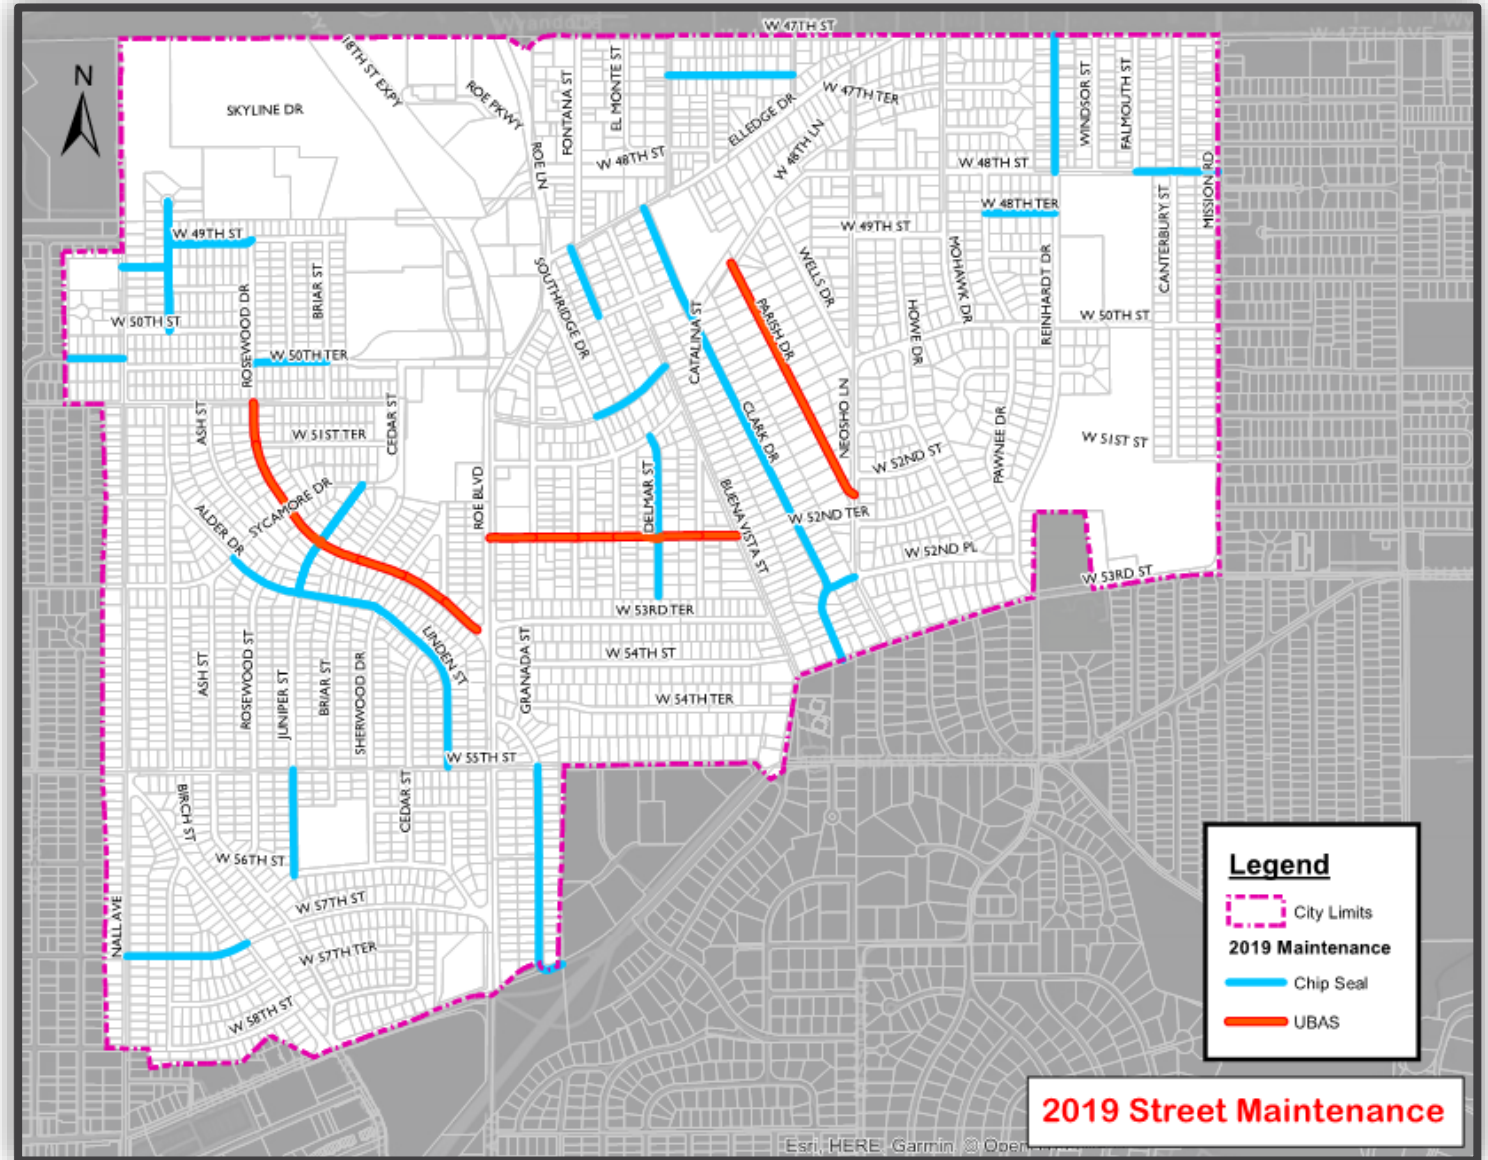 W 47TH ST
W 47TH AVE
N
18TH ST EXPY
ROE PKWY
FONTANA ST
EL MONTE ST
W 47TH TER
WINDSOR ST
FALMOUTH ST
SKYLINE DR
ELLEDGE DR
W 48TH LN
ROE LN
W 48TH ST
W 48TH ST
MISSION RD
W 48TH TER
CANTERBURY ST
W 49TH ST
W 49TH ST
WELLS DR
MOHAWK DR
REINHARDT DR
BRIAR ST
SOUTHRIDGE DR
W 50TH ST
ROSEWOOD DR
CATALINA ST
PARISH DR
HOWE DR
W 50TH ST
W 50TH TER
ASH ST
CEDAR ST
W 51ST TER
CLARK DR
NEOSHO LN
PAWNEE DR
W 51ST ST
W 52ND ST
SYCAMORE DR
ALDER DR
ROE BLVD
DELMAR ST
BUENA VISTA ST
W 52ND TER
W 52ND PL
W 53RD ST
W 53RD TER
LINDEN ST
GRANADA ST
W 54TH ST
ASH ST
ROSEWOOD ST
JUNIPER ST
BRIAR ST
SHERWOOD DR
W 54TH TER
W 55TH ST
BIRCH ST
CEDAR ST
W 56TH ST
W 57TH ST
NALL AVE
W 57TH TER
W 58TH ST
Legend
City Limits
2019 Maintenance
Chip Seal
UBAS
2019 Street Maintenance
Esri, HERE, Garmin, © Open